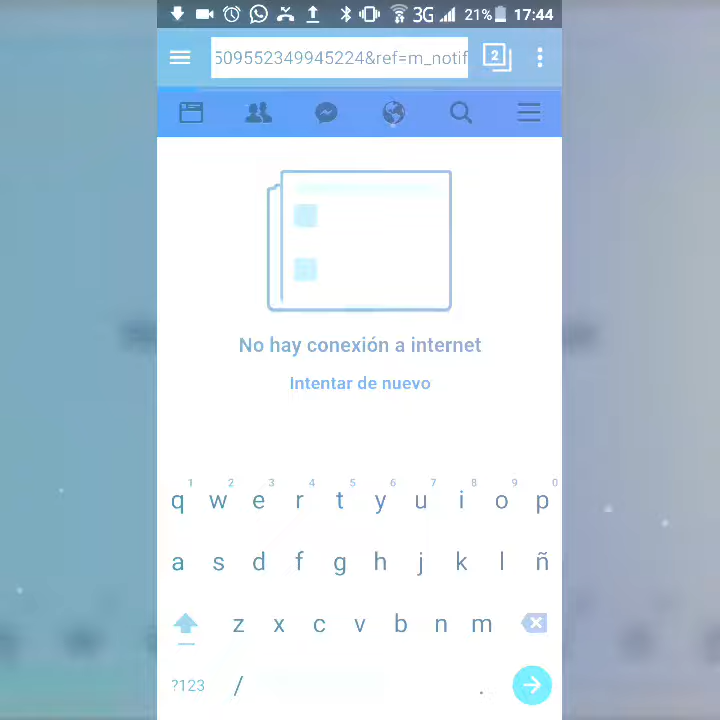 3G 21% 17:44
509552349945224&ref=m_notif 2
No hay conexión a internet
Intentar de nuevo
1 2 3 4 5 6 7 8 9 0
q w e r t y u i o p
a s d f g h j k l ñ
z x c v b n m
?123 / .